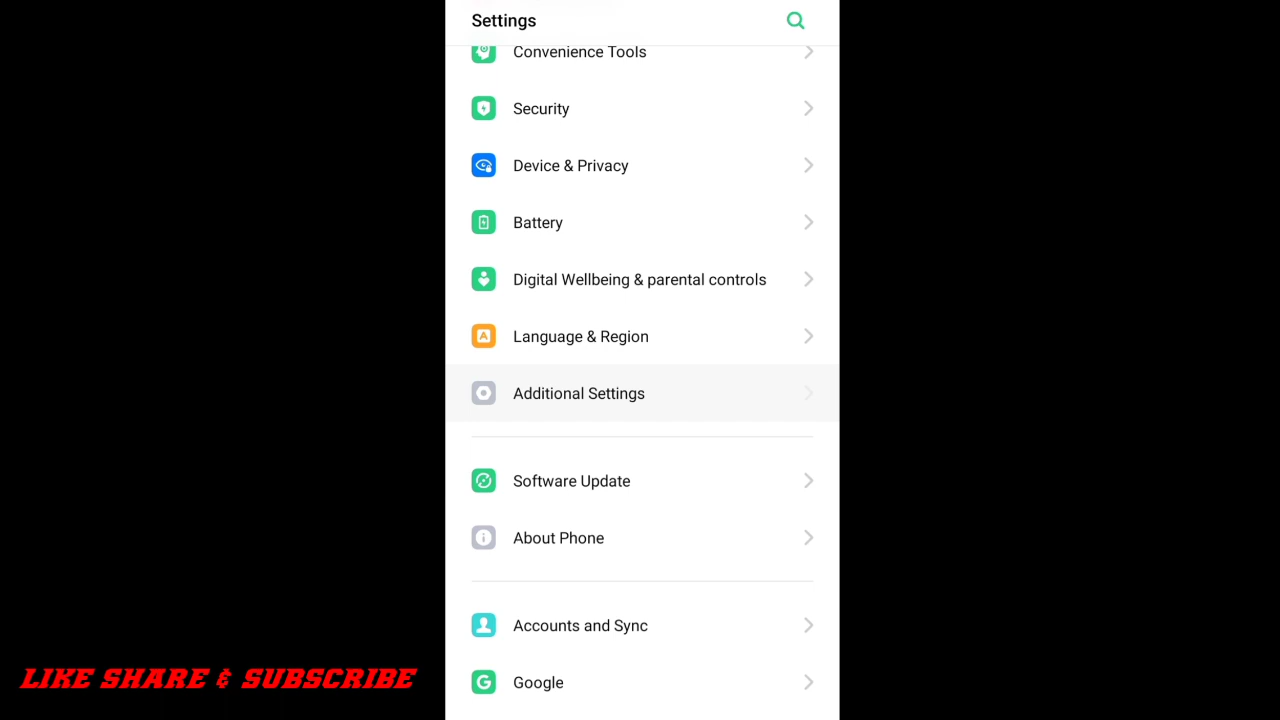 Settings
Convenience Tools
Security
Device & Privacy
Battery
Digital Wellbeing & parental controls
Language & Region
Additional Settings
Software Update
About Phone
Accounts and Sync
Google
LIKE SHARE & SUBSCRIBE